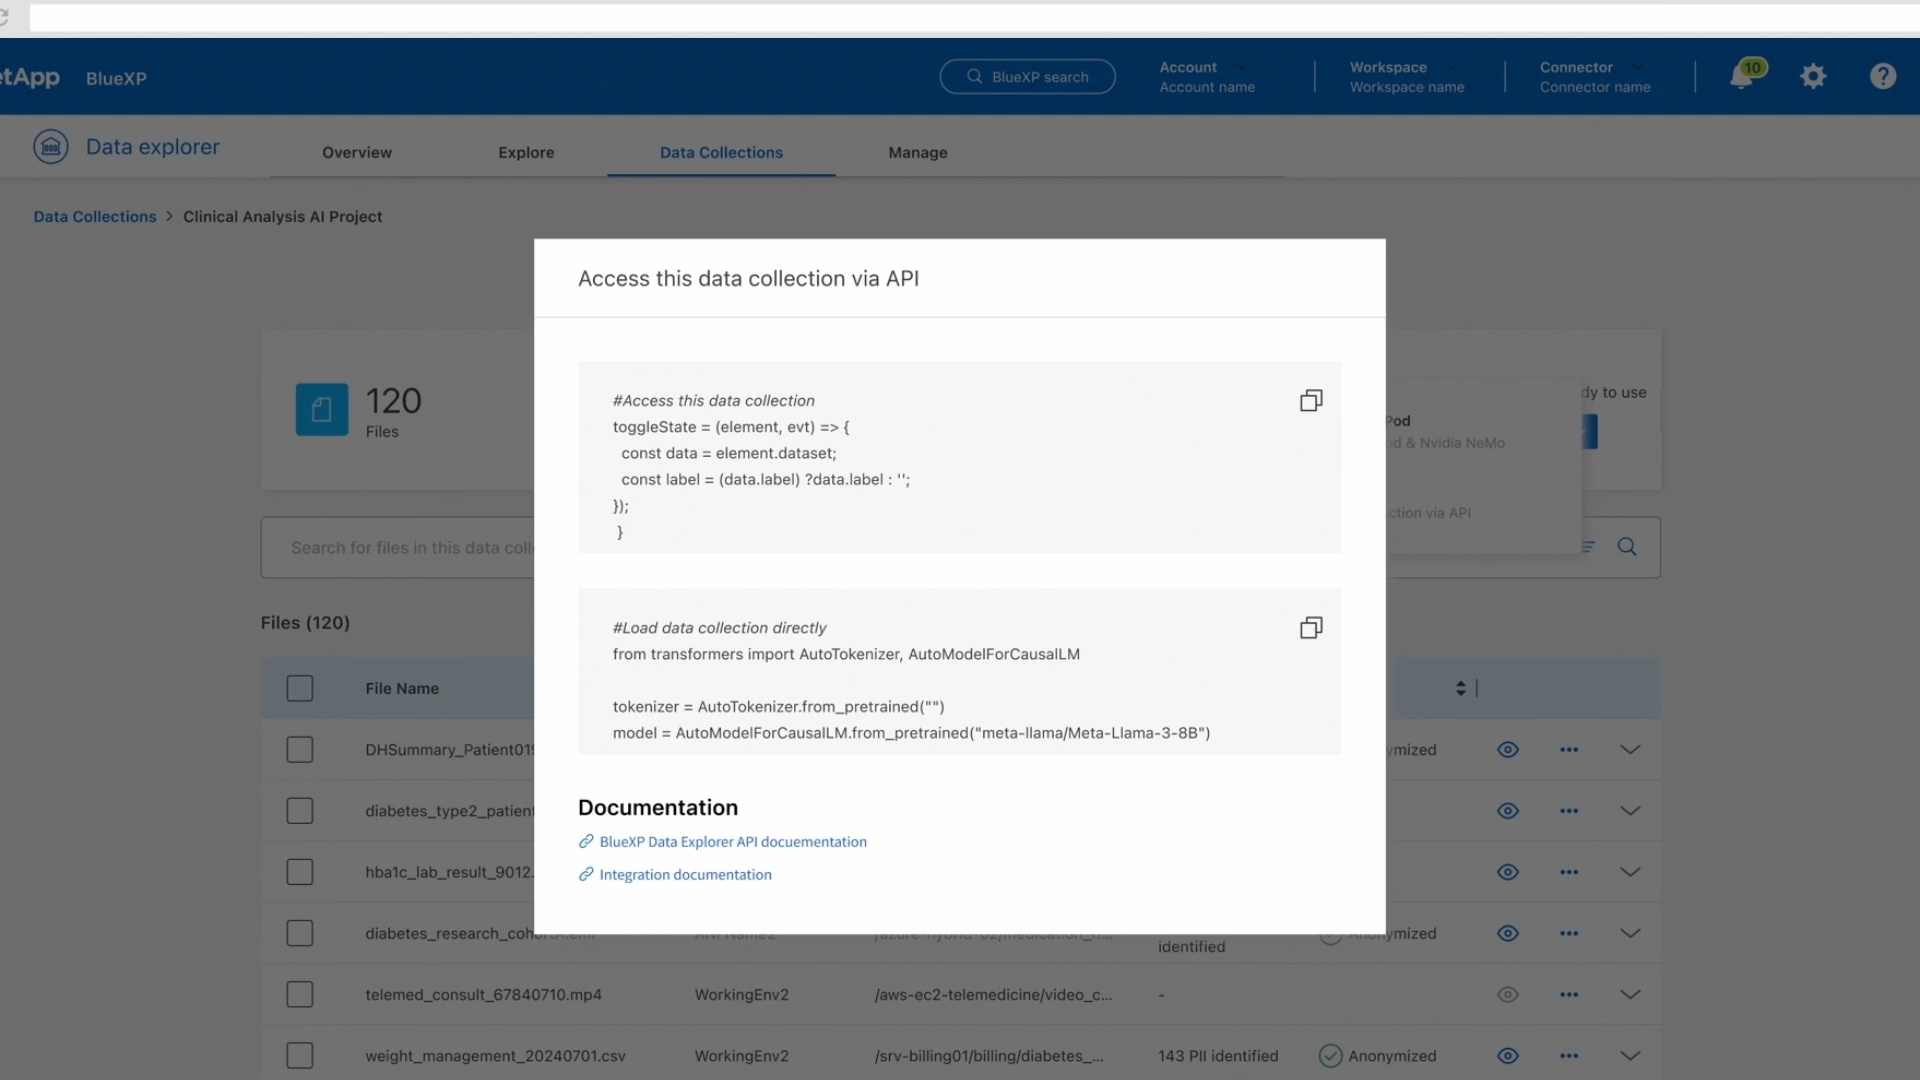 etApp BlueXP
BlueXP search
Account
Account name
Workspace
Workspace name
Connector
Connector name
10
Data explorer
Overview
Explore
Data Collections
Manage
Data Collections > Clinical Analysis AI Project
Access this data collection via API
120
Files
dy to use
Pod
od & Nvidia NeMo
ction via API
#Access this data collection
toggleState = (element, evt) => {
const data = element.dataset;
const label = (data.label) ?data.label : '';
});
}
Search for files in this data coll
Files (120)
#Load data collection directly
from transformers import AutoTokenizer, AutoModelForCausalLM
tokenizer = AutoTokenizer.from_pretrained("")
model = AutoModelForCausalLM.from_pretrained("meta-llama/Meta-Llama-3-8B")
Documentation
BlueXP Data Explorer API docuementation
Integration documentation
File Name
DHSummary_Patient019 ymized
diabetes_type2_patient
hba1c_lab_result_9012.
diabetes_research_coh identified ymized
telemed_consult_67840710.mp4 WorkingEnv2 /aws-ec2-telemedicine/video_c... -
weight_management_20240701.csv WorkingEnv2 /srv-billing01/billing/diabetes_... 143 PII identified Anonymized